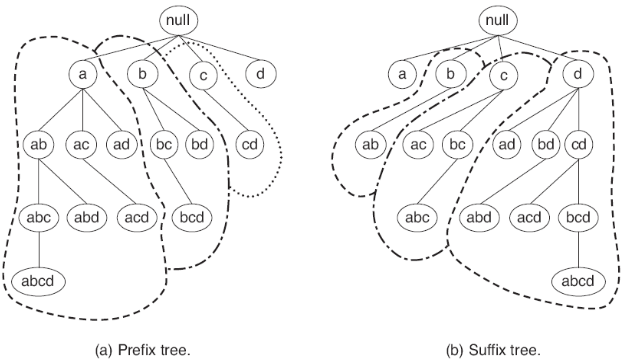 null null
a b c d a b c d
ab ac ad bc bd cd ab ac bc ad bd cd
abc abd acd bcd abc abd acd bcd
abcd abcd
(a) Prefix tree. (b) Suffix tree.